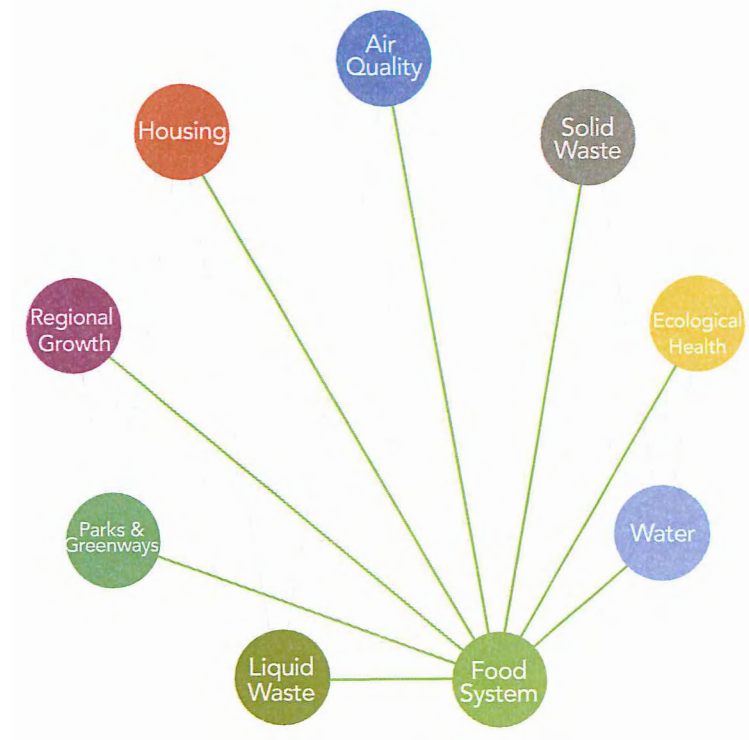 Air
Quality
Housing
Solid
Waste
Regional
Growth
Ecological
Health
Parks &
Greenways
Water
Liquid
Waste
Food
System